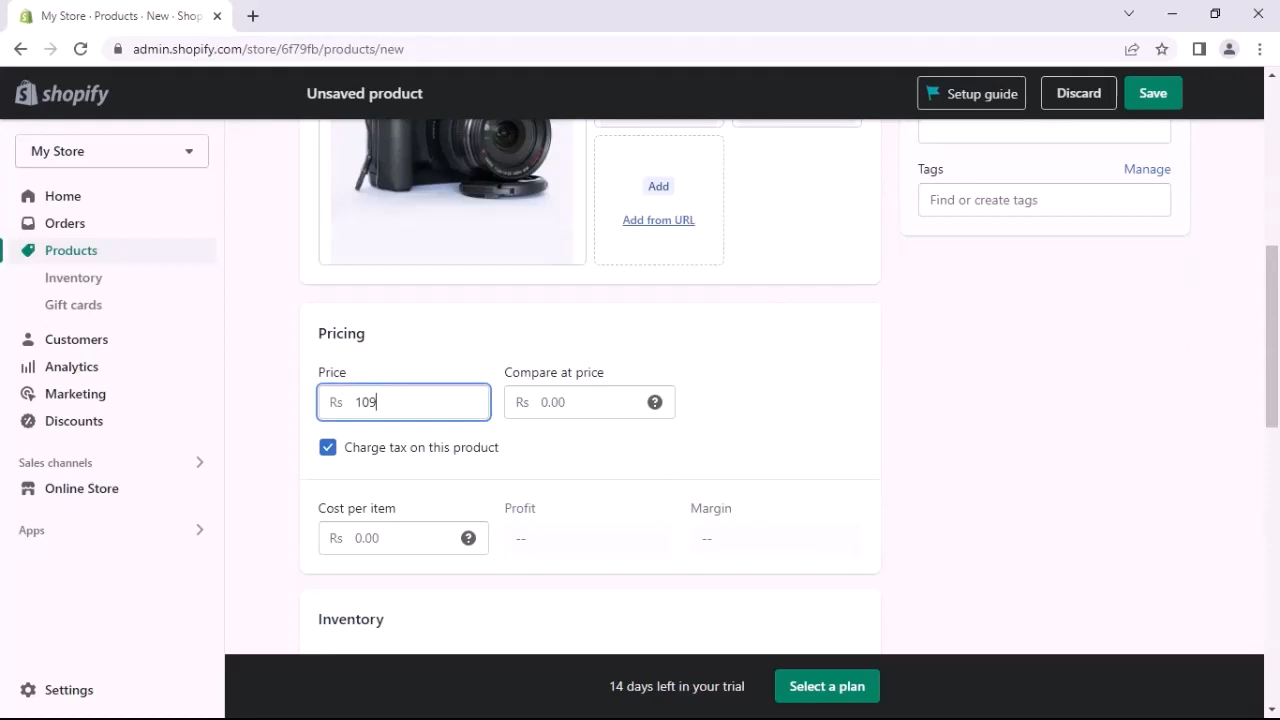 My Store · Products · New · Shop
admin.shopify.com/store/6f79fb/products/new
shopify
Unsaved product
Setup guide
Discard
Save
My Store
Home
Orders
Products
Inventory
Gift cards
Customers
Analytics
Marketing
Discounts
Sales channels
Online Store
Apps
Settings
Add
Add from URL
Tags
Manage
Find or create tags
Pricing
Price
Compare at price
Rs 109
Rs 0.00
Charge tax on this product
Cost per item
Profit
Margin
Rs 0.00
--
--
Inventory
14 days left in your trial
Select a plan